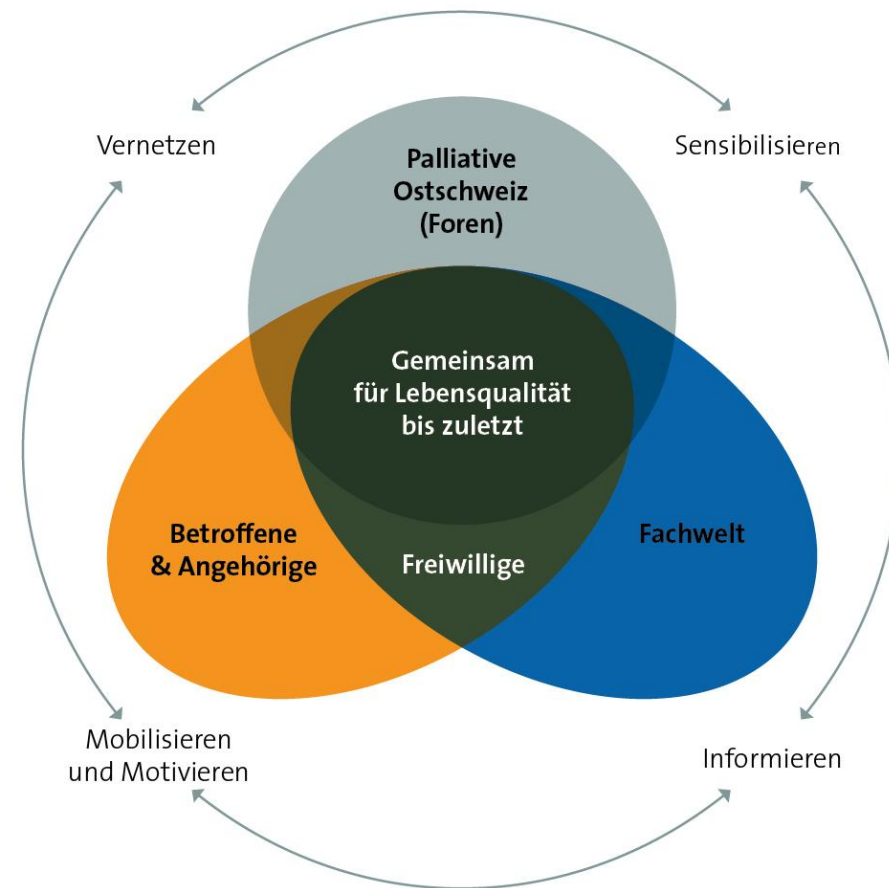 Vernetzen
Sensibilisieren
Palliative
Ostschweiz
(Foren)
Gemeinsam
für Lebensqualität
bis zuletzt
Betroffene
& Angehörige
Freiwillige
Fachwelt
Mobilisieren
und Motivieren
Informieren